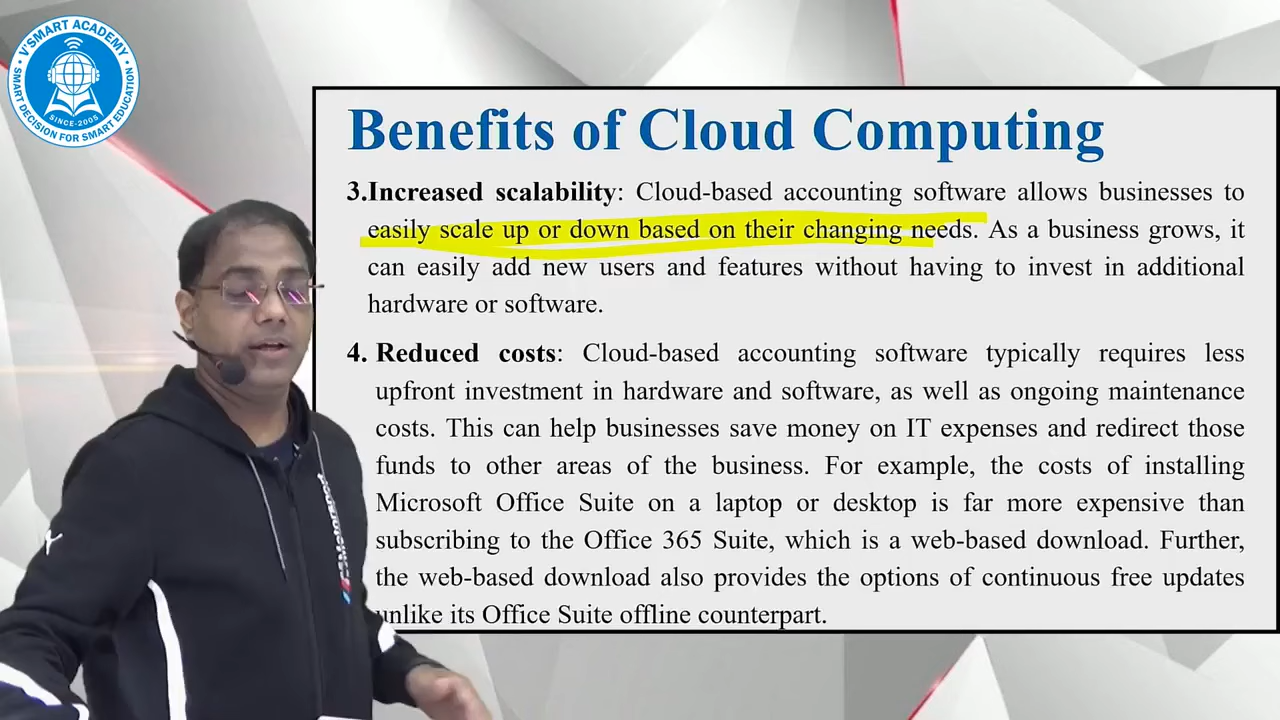 V'SMART ACADEMY
SMART DECISION FOR SMART EDUCATION
SINCE-2005
Benefits of Cloud Computing
3.Increased scalability: Cloud-based accounting software allows businesses to
easily scale up or down based on their changing needs. As a business grows, it
can easily add new users and features without having to invest in additional
hardware or software.
4. Reduced costs: Cloud-based accounting software typically requires less
upfront investment in hardware and software, as well as ongoing maintenance
costs. This can help businesses save money on IT expenses and redirect those
funds to other areas of the business. For example, the costs of installing
Microsoft Office Suite on a laptop or desktop is far more expensive than
subscribing to the Office 365 Suite, which is a web-based download. Further,
the web-based download also provides the options of continuous free updates
unlike its Office Suite offline counterpart.